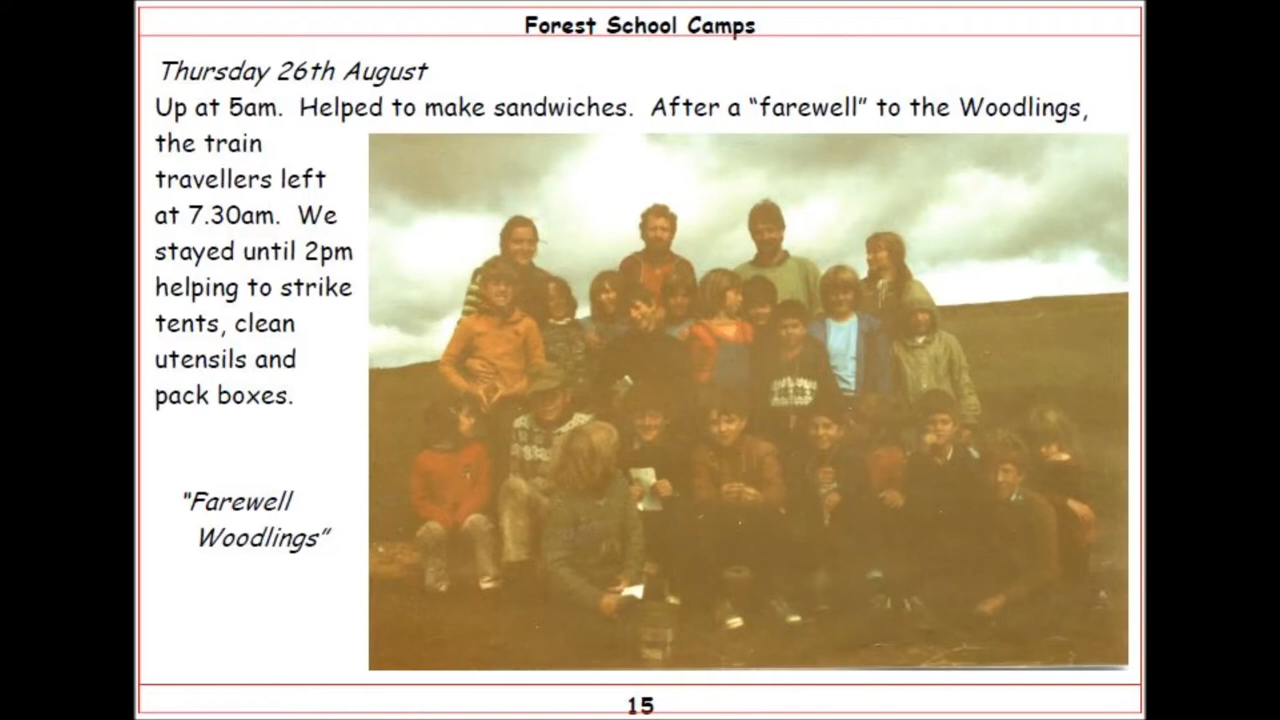 Forest School Camps
Thursday 26th August
Up at 5am.  Helped to make sandwiches.  After a “farewell” to the Woodlings,
the train
travellers left
at 7.30am.  We
stayed until 2pm
helping to strike
tents, clean
utensils and
pack boxes.
"Farewell
Woodlings”
15